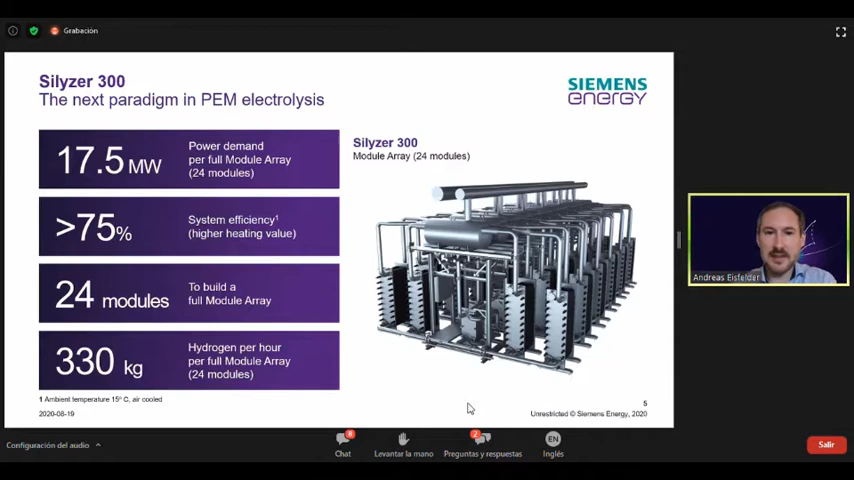 Grabación
Silyzer 300
The next paradigm in PEM electrolysis
SIEMENS
energy
17.5 MW
Power demand
per full Module Array
(24 modules)
>75%
System efficiency¹
(higher heating value)
24 modules
To build a
full Module Array
330 kg
Hydrogen per hour
per full Module Array
(24 modules)
1 Ambient temperature 15° C, air cooled
2020-08-19
Silyzer 300
Module Array (24 modules)
5
Unrestricted © Siemens Energy, 2020
Andreas Eisfelder
Configuración del audio
8
Chat
Levantar la mano
2
Preguntas y respuestas
EN
Inglés
Salir